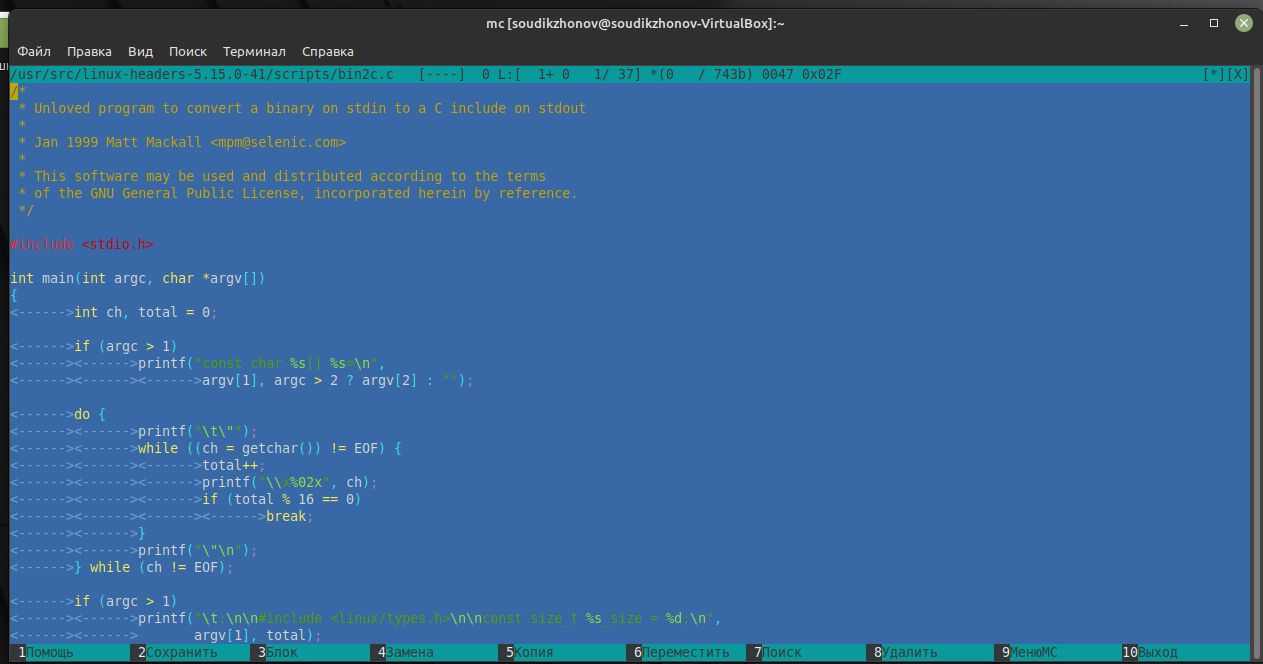 mc [soudikzhonov@soudikzhonov-VirtualBox]:~
Файл Правка Вид Поиск Терминал Справка
/usr/src/linux-headers-5.15.0-41/scripts/bin2c.c   [----]  0 L:[  1+ 0   1/ 37] *(0   / 743b) 0047 0x02F [*][X]
/*
 * Unloved program to convert a binary on stdin to a C include on stdout
 *
 * Jan 1999 Matt Mackall <mpm@selenic.com>
 *
 * This software may be used and distributed according to the terms
 * of the GNU General Public License, incorporated herein by reference.
 */
#include <stdio.h>
int main(int argc, char *argv[])
{
<------>int ch, total = 0;
<------>if (argc > 1)
<------><------>printf("const char %s[] %s=\n",
<------><------><------>argv[1], argc > 2 ? argv[2] : "");
<------>do {
<------><------>printf("\t\"");
<------><------>while ((ch = getchar()) != EOF) {
<------><------><------>total++;
<------><------><------>printf("\\x%02x", ch);
<------><------><------>if (total % 16 == 0)
<------><------><------><------>break;
<------><------>}
<------><------>printf("\"\n");
<------>} while (ch != EOF);
<------>if (argc > 1)
<------><------>printf("\t;\n\n#include <linux/types.h>\n\nconst size_t %s_size = %d;\n",
<------><------>       argv[1], total);
1Помощь 2Сохранить 3Блок 4Замена 5Копия 6Переместить 7Поиск 8Удалить 9МенюMC 10Выход